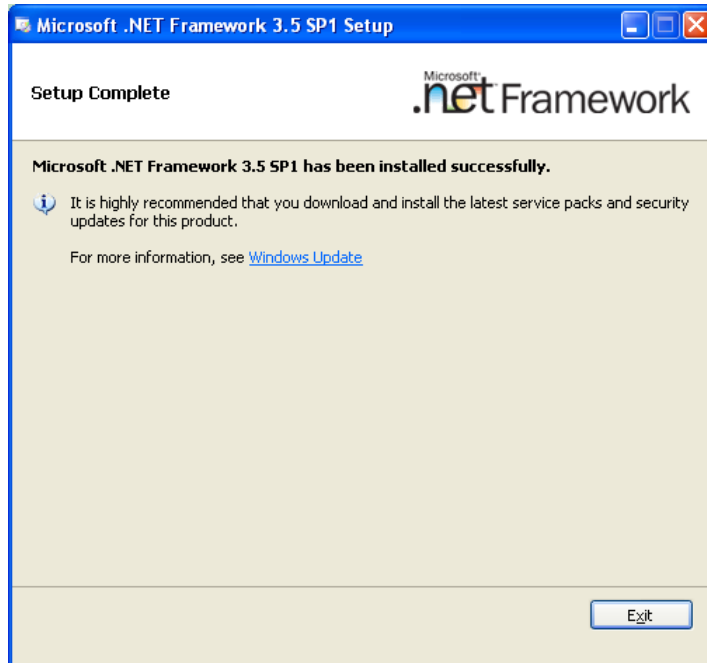 Microsoft .NET Framework 3.5 SP1 Setup
Setup Complete
Microsoft
.net Framework
Microsoft .NET Framework 3.5 SP1 has been installed successfully.
It is highly recommended that you download and install the latest service packs and security
updates for this product.
For more information, see Windows Update
Exit